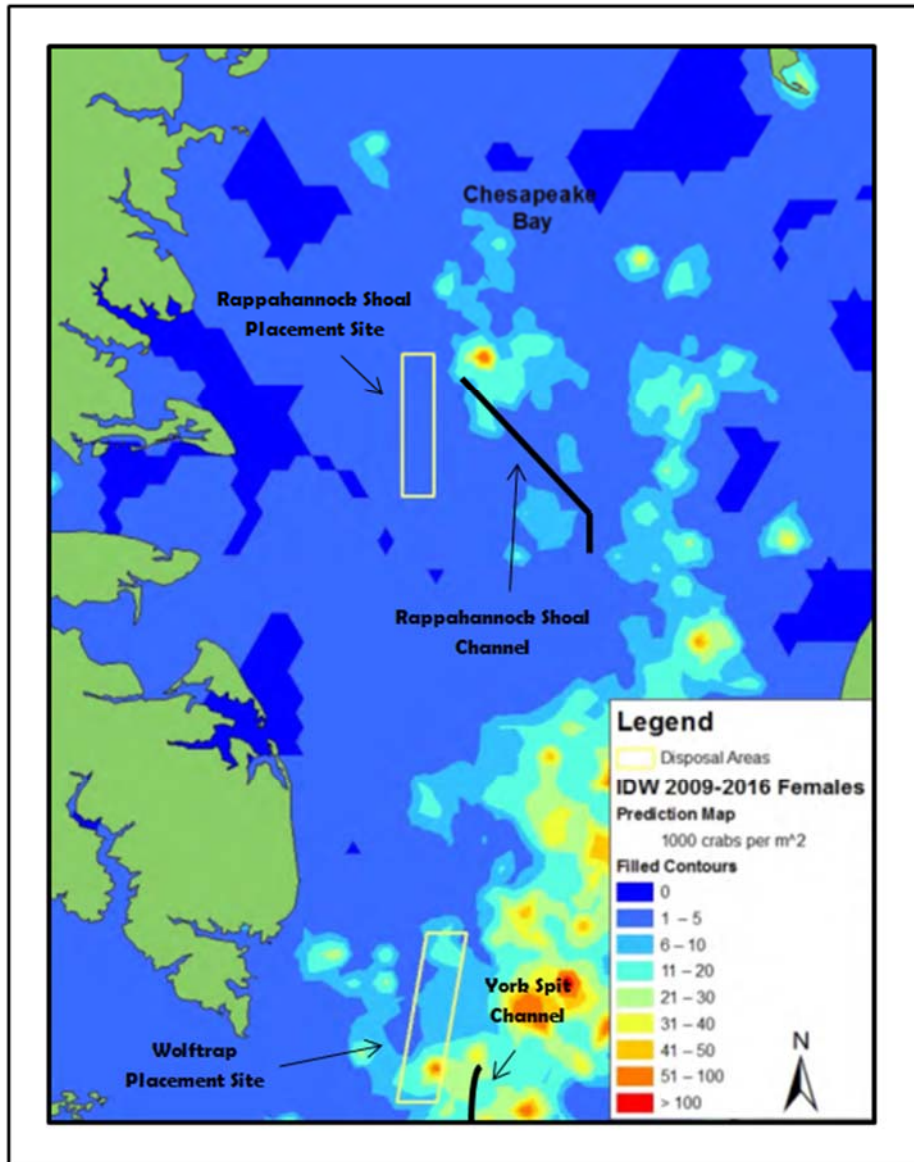 Chesapeake
Bay
Rappahannock Shoal
Placement Site
Rappahannock Shoal
Channel
York Spit
Channel
Wolftrap
Placement Site
Legend
Disposal Areas
IDW 2009-2016 Females
Prediction Map
1000 crabs per m^2
Filled Contours
0
1 – 5
6 – 10
11 – 20
21 – 30
31 – 40
41 – 50
51 – 100
> 100
N